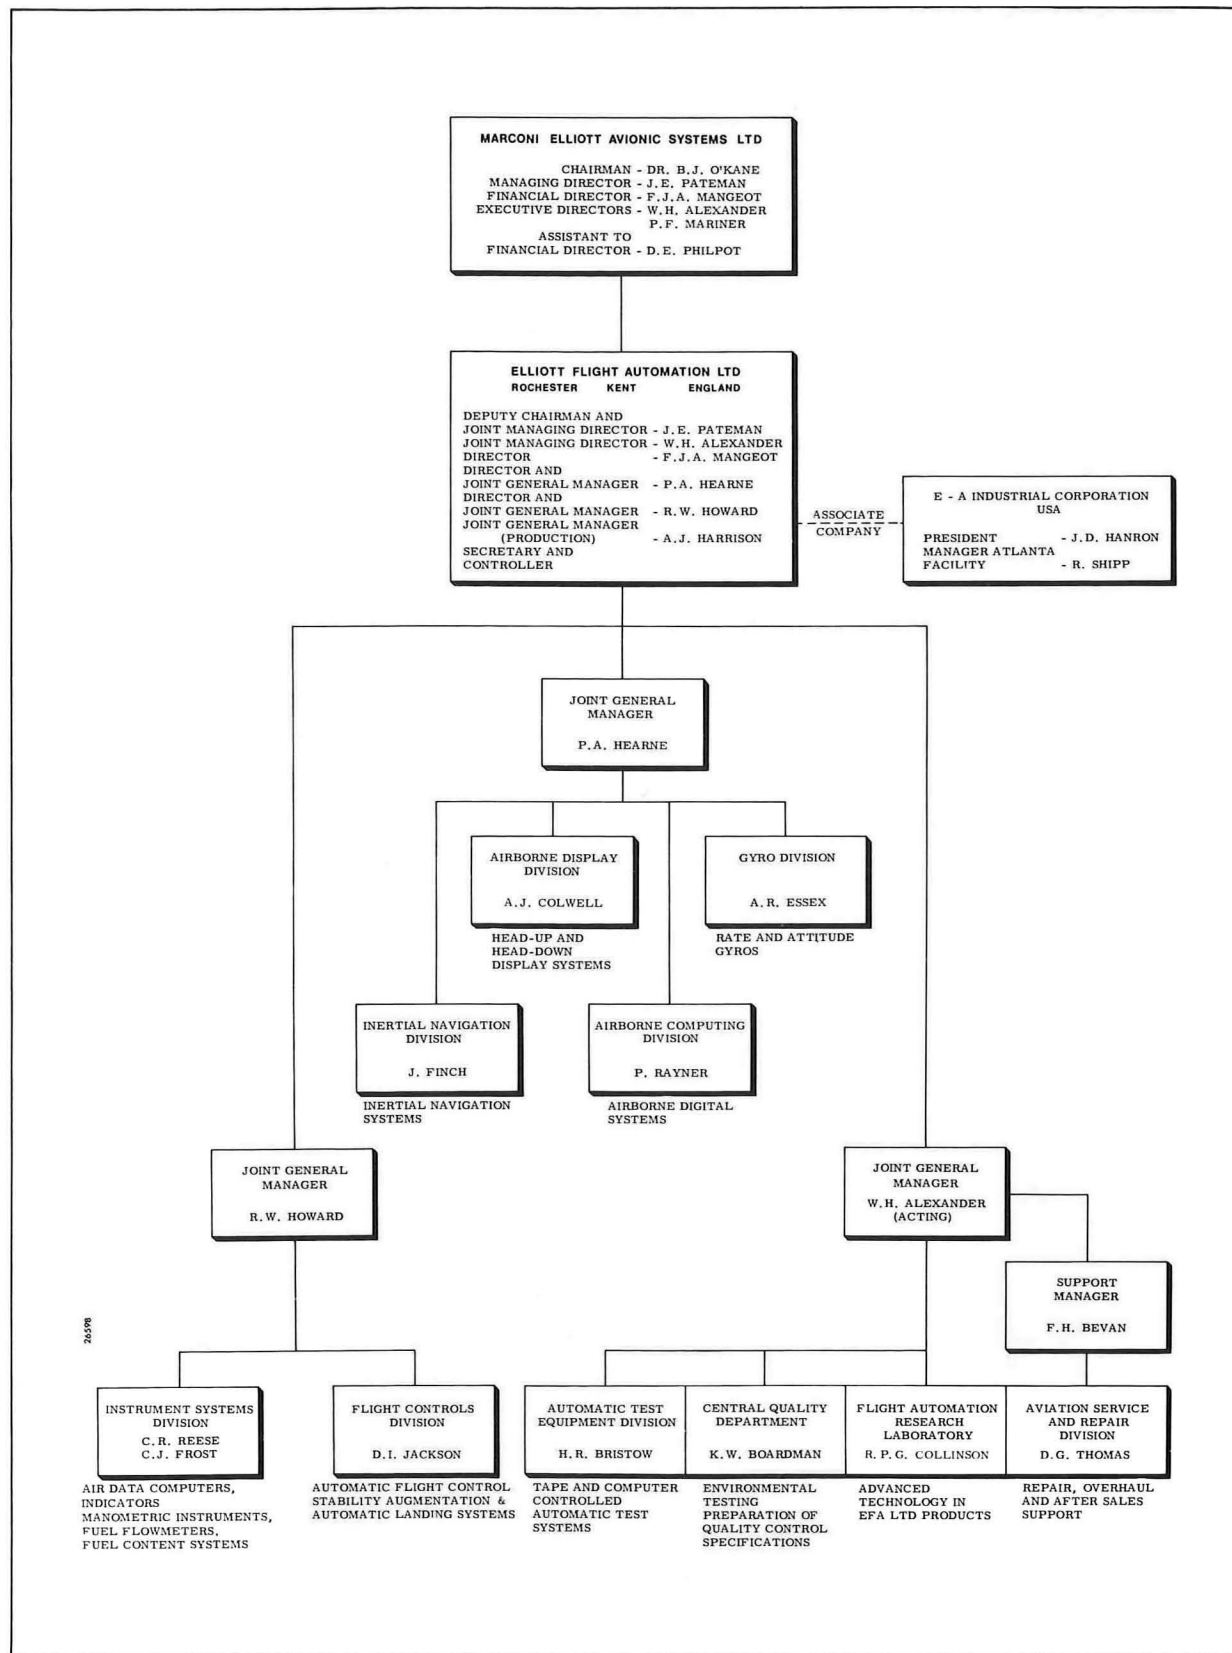 MARCONI ELLIOTT AVIONIC SYSTEMS LTD
CHAIRMAN - DR. B.J. O'KANE
MANAGING DIRECTOR - J.E. PATEMAN
FINANCIAL DIRECTOR - F.J.A. MANGEOT
EXECUTIVE DIRECTORS - W.H. ALEXANDER
P.F. MARINER
ASSISTANT TO
FINANCIAL DIRECTOR - D.E. PHILPOT
ELLIOTT FLIGHT AUTOMATION LTD
ROCHESTER KENT ENGLAND
DEPUTY CHAIRMAN AND
JOINT MANAGING DIRECTOR - J.E. PATEMAN
JOINT MANAGING DIRECTOR - W.H. ALEXANDER
DIRECTOR - F.J.A. MANGEOT
DIRECTOR AND
JOINT GENERAL MANAGER - P.A. HEARNE
DIRECTOR AND
JOINT GENERAL MANAGER - R.W. HOWARD
JOINT GENERAL MANAGER
(PRODUCTION) - A.J. HARRISON
SECRETARY AND
CONTROLLER
ASSOCIATE
COMPANY
E - A INDUSTRIAL CORPORATION
USA
PRESIDENT - J.D. HANRON
MANAGER ATLANTA
FACILITY - R. SHIPP
JOINT GENERAL
MANAGER
P.A. HEARNE
AIRBORNE DISPLAY
DIVISION
A.J. COLWELL
HEAD-UP AND
HEAD-DOWN
DISPLAY SYSTEMS
GYRO DIVISION
A.R. ESSEX
RATE AND ATTITUDE
GYROS
INERTIAL NAVIGATION
DIVISION
J. FINCH
INERTIAL NAVIGATION
SYSTEMS
AIRBORNE COMPUTING
DIVISION
P. RAYNER
AIRBORNE DIGITAL
SYSTEMS
JOINT GENERAL
MANAGER
R.W. HOWARD
JOINT GENERAL
MANAGER
W.H. ALEXANDER
(ACTING)
SUPPORT
MANAGER
F.H. BEVAN
26598
INSTRUMENT SYSTEMS
DIVISION
C.R. REESE
C.J. FROST
AIR DATA COMPUTERS,
INDICATORS
MANOMETRIC INSTRUMENTS,
FUEL FLOWMETERS,
FUEL CONTENT SYSTEMS
FLIGHT CONTROLS
DIVISION
D.I. JACKSON
AUTOMATIC FLIGHT CONTROL
STABILITY AUGMENTATION &
AUTOMATIC LANDING SYSTEMS
AUTOMATIC TEST
EQUIPMENT DIVISION
H.R. BRISTOW
TAPE AND COMPUTER
CONTROLLED
AUTOMATIC TEST
SYSTEMS
CENTRAL QUALITY
DEPARTMENT
K.W. BOARDMAN
ENVIRONMENTAL
TESTING
PREPARATION OF
QUALITY CONTROL
SPECIFICATIONS
FLIGHT AUTOMATION
RESEARCH
LABORATORY
R.P.G. COLLINSON
ADVANCED
TECHNOLOGY IN
EFA LTD PRODUCTS
AVIATION SERVICE
AND REPAIR
DIVISION
D.G. THOMAS
REPAIR, OVERHAUL
AND AFTER SALES
SUPPORT